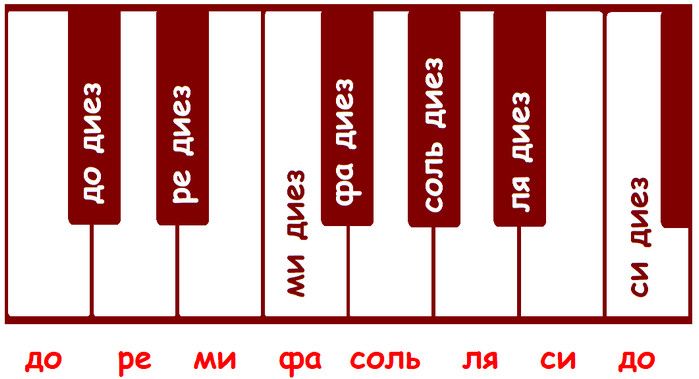 до диез
ре диез
ми диез
фа диез
соль диез
ля диез
си диез
до ре ми фа соль ля си до